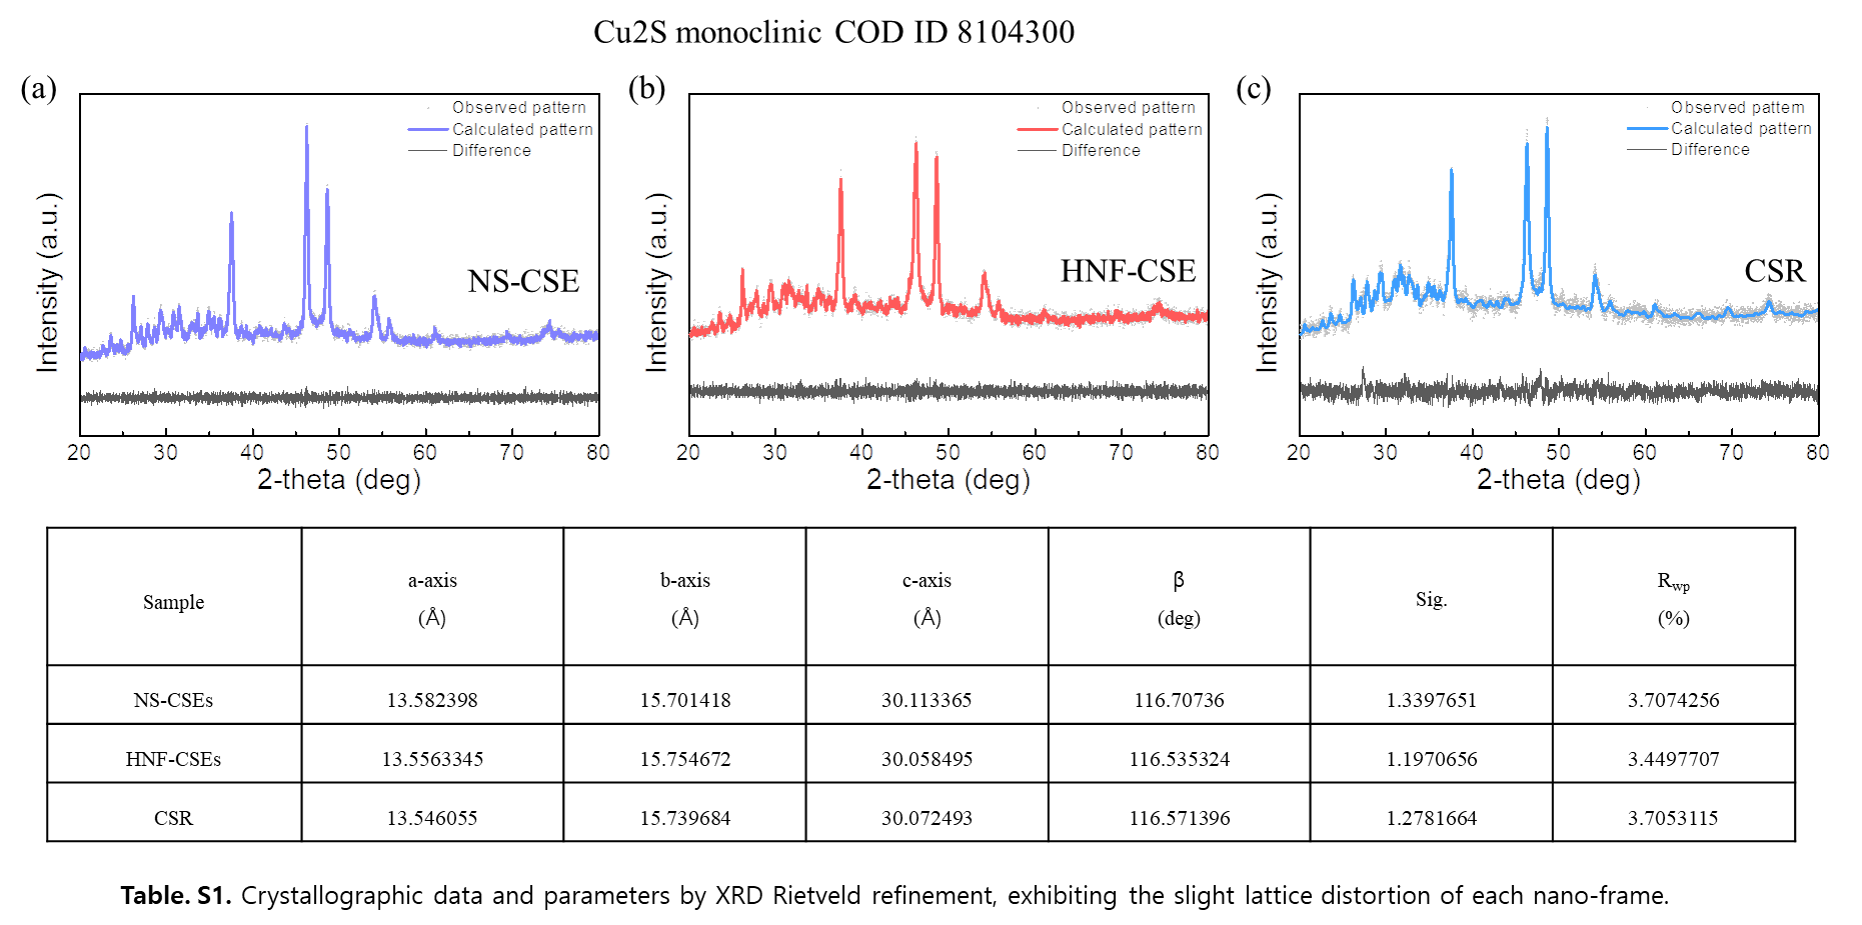 Cu2S monoclinic COD ID 8104300
(a)
Observed pattern
Calculated pattern
Difference
NS-CSE
Intensity (a.u.)
20 30 40 50 60 70 80
2-theta (deg)
(b)
Observed pattern
Calculated pattern
Difference
HNF-CSE
Intensity (a.u.)
20 30 40 50 60 70 80
2-theta (deg)
(c)
Observed pattern
Calculated pattern
Difference
CSR
Intensity (a.u.)
20 30 40 50 60 70 80
2-theta (deg)
Sample a-axis (Å) b-axis (Å) c-axis (Å) β (deg) Sig. Rwp (%)
NS-CSEs 13.582398 15.701418 30.113365 116.70736 1.3397651 3.7074256
HNF-CSEs 13.5563345 15.754672 30.058495 116.535324 1.1970656 3.4497707
CSR 13.546055 15.739684 30.072493 116.571396 1.2781664 3.7053115
Table. S1. Crystallographic data and parameters by XRD Rietveld refinement, exhibiting the slight lattice distortion of each nano-frame.